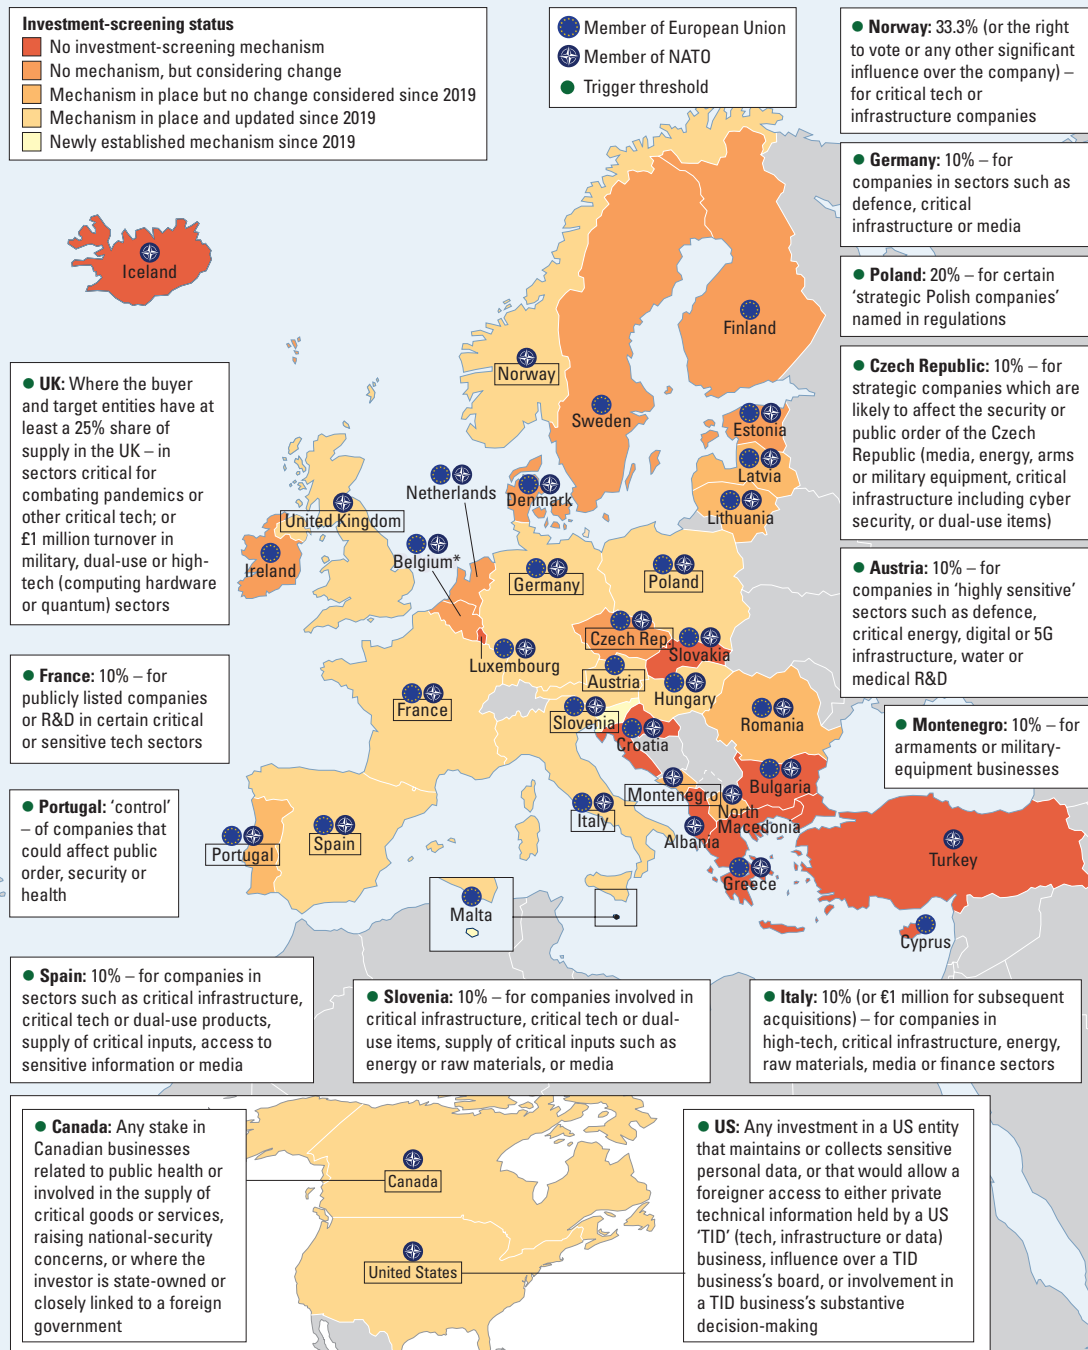 Investment-screening status
No investment-screening mechanism
No mechanism, but considering change
Mechanism in place but no change considered since 2019
Mechanism in place and updated since 2019
Newly established mechanism since 2019
Member of European Union
Member of NATO
Trigger threshold
● Norway: 33.3% (or the right
to vote or any other significant
influence over the company) –
for critical tech or
infrastructure companies
● Germany: 10% – for
companies in sectors such as
defence, critical
infrastructure or media
● Poland: 20% – for certain
‘strategic Polish companies’
named in regulations
● Czech Republic: 10% – for
strategic companies which are
likely to affect the security or
public order of the Czech
Republic (media, energy, arms
or military equipment, critical
infrastructure including cyber
security, or dual-use items)
● Austria: 10% – for
companies in ‘highly sensitive’
sectors such as defence,
critical energy, digital or 5G
infrastructure, water or
medical R&D
● Montenegro: 10% – for
armaments or military-
equipment businesses
● UK: Where the buyer
and target entities have at
least a 25% share of
supply in the UK – in
sectors critical for
combating pandemics or
other critical tech; or
£1 million turnover in
military, dual-use or high-
tech (computing hardware
or quantum) sectors
● France: 10% – for
publicly listed companies
or R&D in certain critical
or sensitive tech sectors
● Portugal: ‘control’
– of companies that
could affect public
order, security or
health
Iceland
Finland
Norway
Sweden
Estonia
Latvia
Lithuania
Netherlands
Denmark
United Kingdom
Belgium*
Ireland
Germany
Poland
Czech Rep
Slovakia
Luxembourg
Austria
Hungary
France
Slovenia
Romania
Croatia
Bulgaria
Montenegro
North
Macedonia
Italy
Albania
Portugal
Spain
Turkey
Greece
Malta
Cyprus
● Spain: 10% – for companies in
sectors such as critical infrastructure,
critical tech or dual-use products,
supply of critical inputs, access to
sensitive information or media
● Slovenia: 10% – for companies involved in
critical infrastructure, critical tech or dual-
use items, supply of critical inputs such as
energy or raw materials, or media
● Italy: 10% (or €1 million for subsequent
acquisitions) – for companies in
high-tech, critical infrastructure, energy,
raw materials, media or finance sectors
● Canada: Any stake in
Canadian businesses
related to public health or
involved in the supply of
critical goods or services,
raising national-security
concerns, or where the
investor is state-owned or
closely linked to a foreign
government
Canada
United States
● US: Any investment in a US entity
that maintains or collects sensitive
personal data, or that would allow a
foreigner access to either private
technical information held by a US
‘TID’ (tech, infrastructure or data)
business, influence over a TID
business’s board, or involvement in
a TID business’s substantive
decision-making